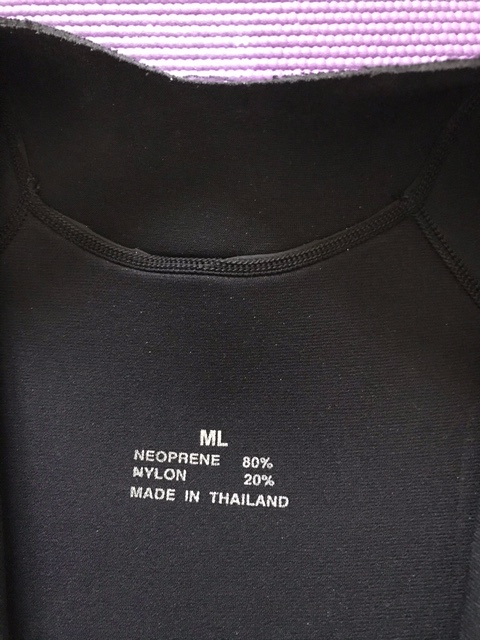 ML
NEOPRENE 80%
NYLON 20%
MADE IN THAILAND